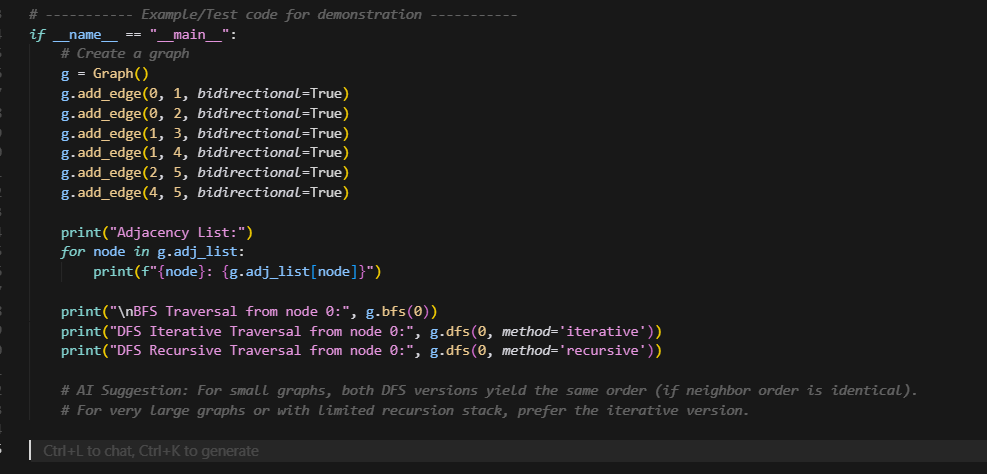 # ----------- Example/Test code for demonstration -----------
if __name__ == "__main__":
    # Create a graph
    g = Graph()
    g.add_edge(0, 1, bidirectional=True)
    g.add_edge(0, 2, bidirectional=True)
    g.add_edge(1, 3, bidirectional=True)
    g.add_edge(1, 4, bidirectional=True)
    g.add_edge(2, 5, bidirectional=True)
    g.add_edge(4, 5, bidirectional=True)
    print("Adjacency List:")
    for node in g.adj_list:
        print(f"{node}: {g.adj_list[node]}")
    print("\nBFS Traversal from node 0:", g.bfs(0))
    print("DFS Iterative Traversal from node 0:", g.dfs(0, method='iterative'))
    print("DFS Recursive Traversal from node 0:", g.dfs(0, method='recursive'))
    # AI Suggestion: For small graphs, both DFS versions yield the same order (if neighbor order is identical).
    # For very large graphs or with limited recursion stack, prefer the iterative version.
Ctrl+L to chat, Ctrl+K to generate